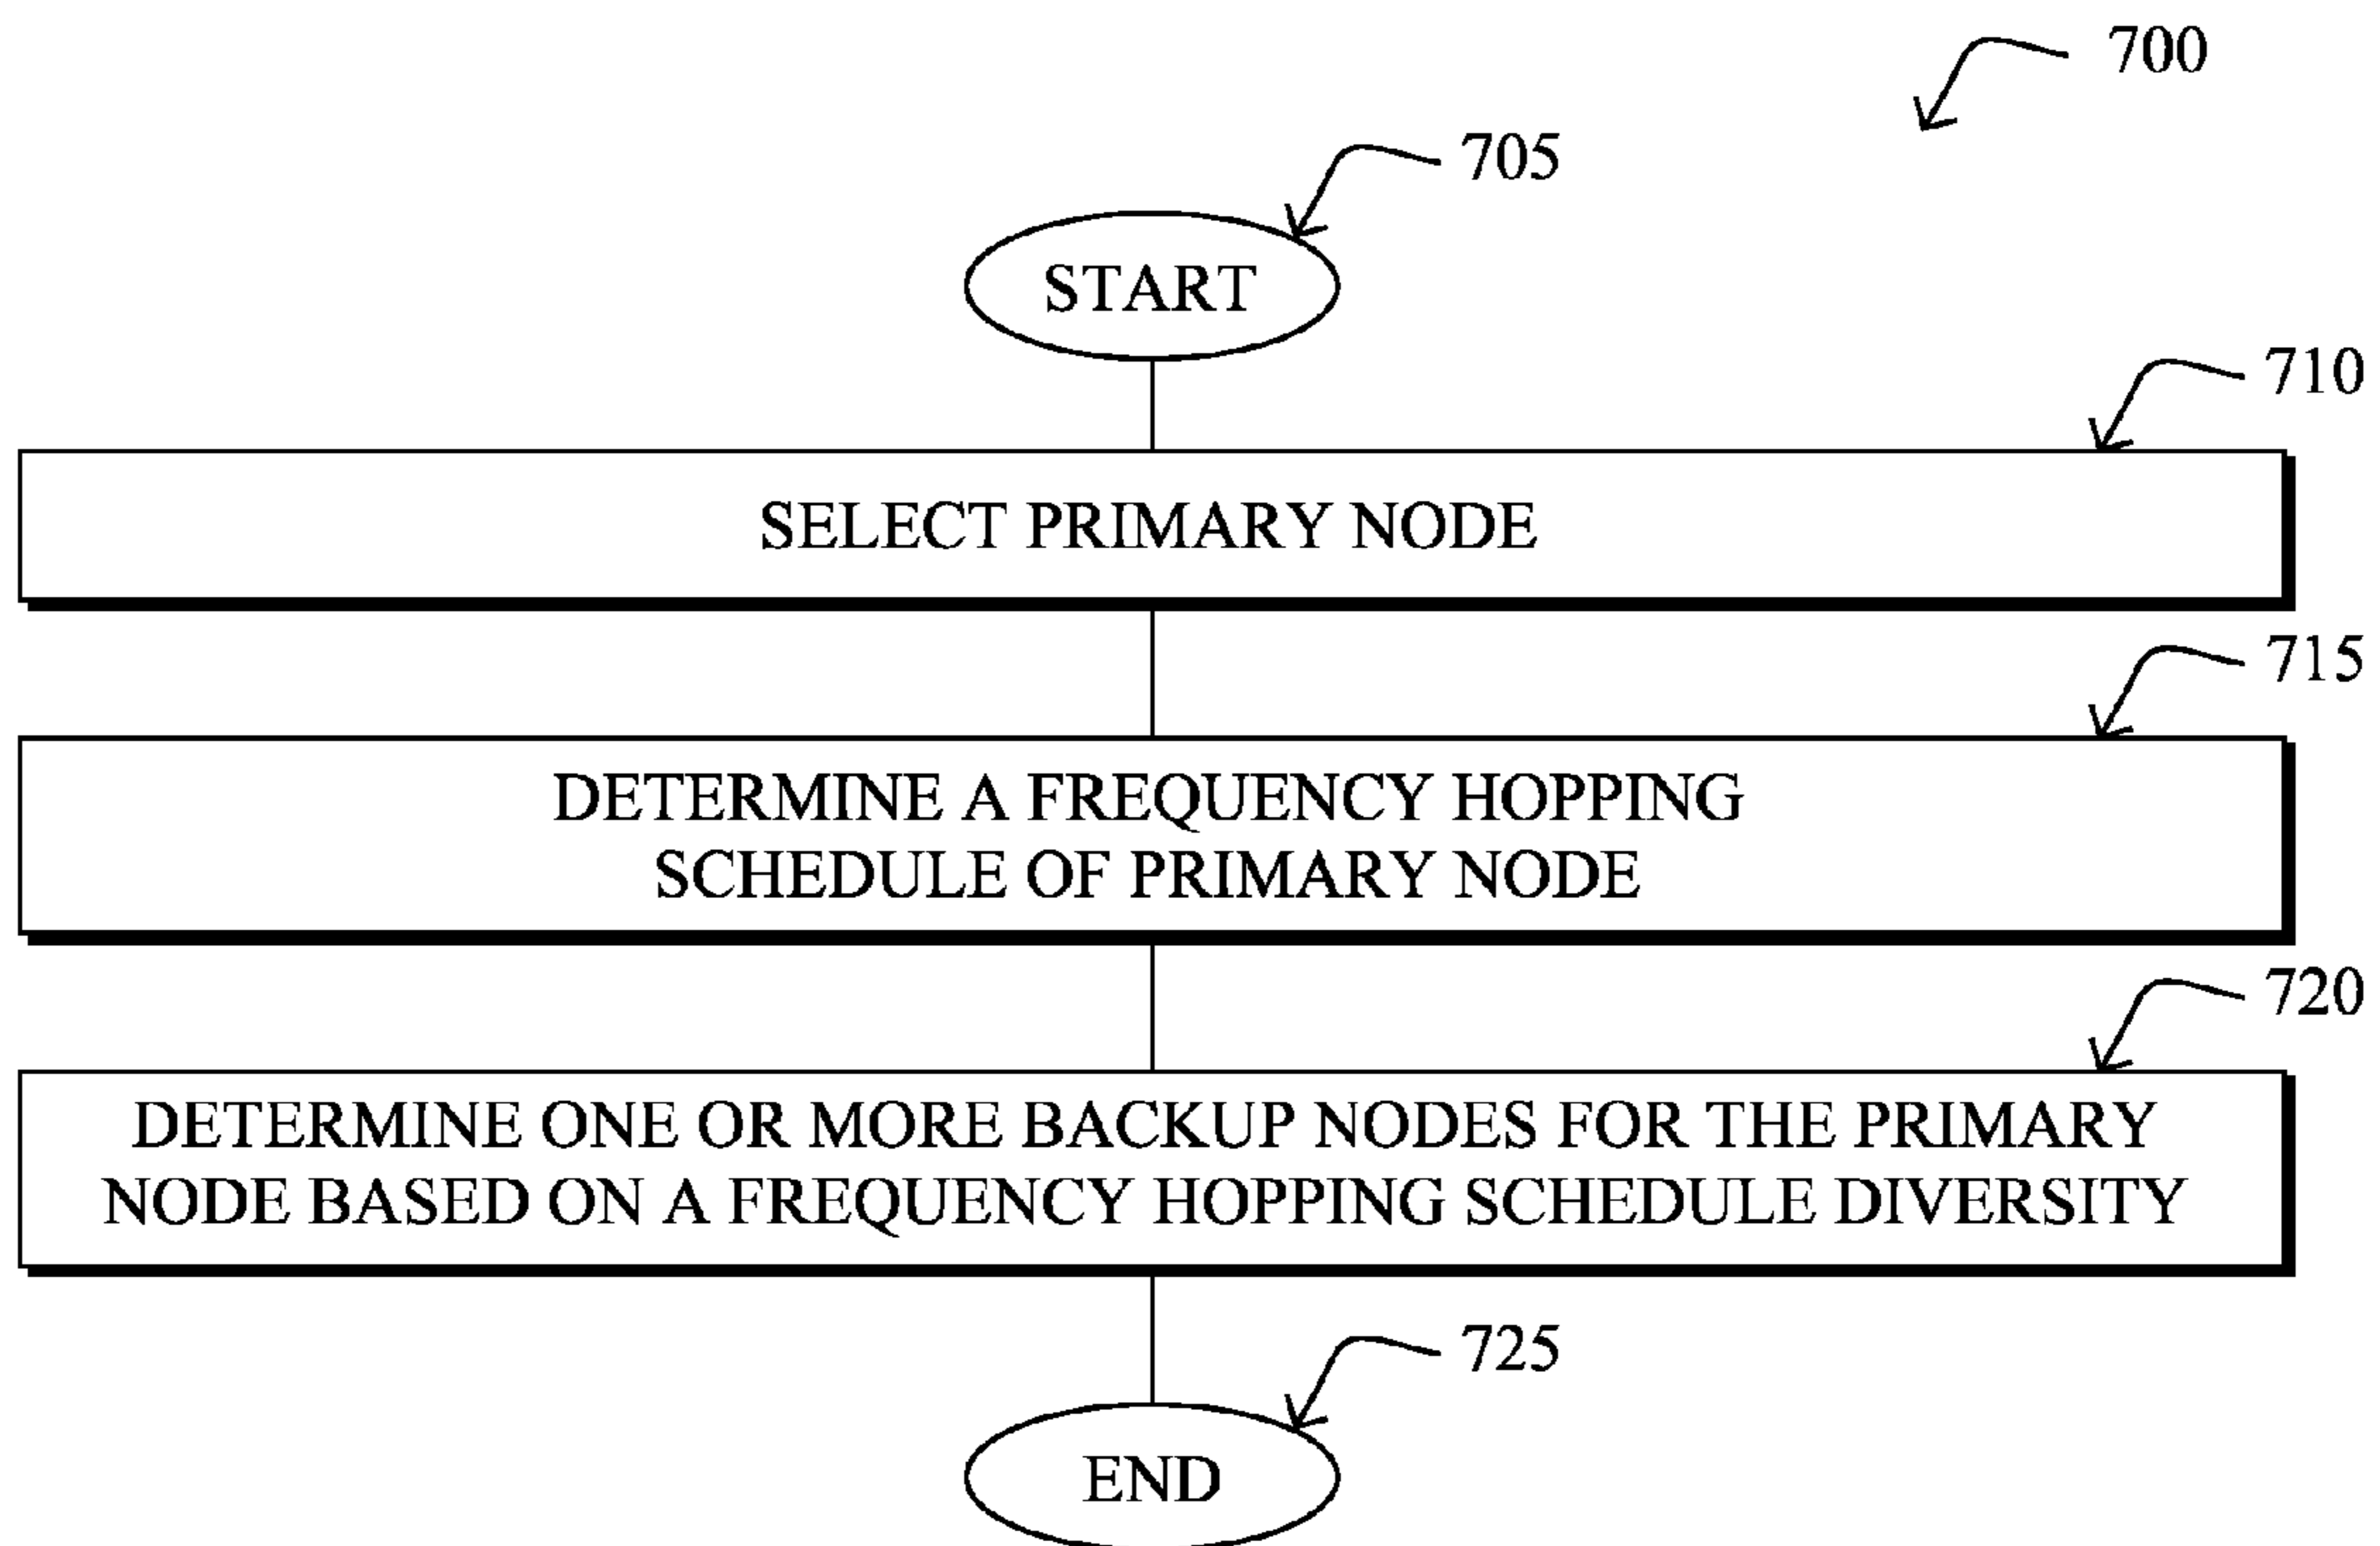 700
705
START
710
SELECT PRIMARY NODE
715
DETERMINE A FREQUENCY HOPPING
SCHEDULE OF PRIMARY NODE
720
DETERMINE ONE OR MORE BACKUP NODES FOR THE PRIMARY
NODE BASED ON A FREQUENCY HOPPING SCHEDULE DIVERSITY
725
END